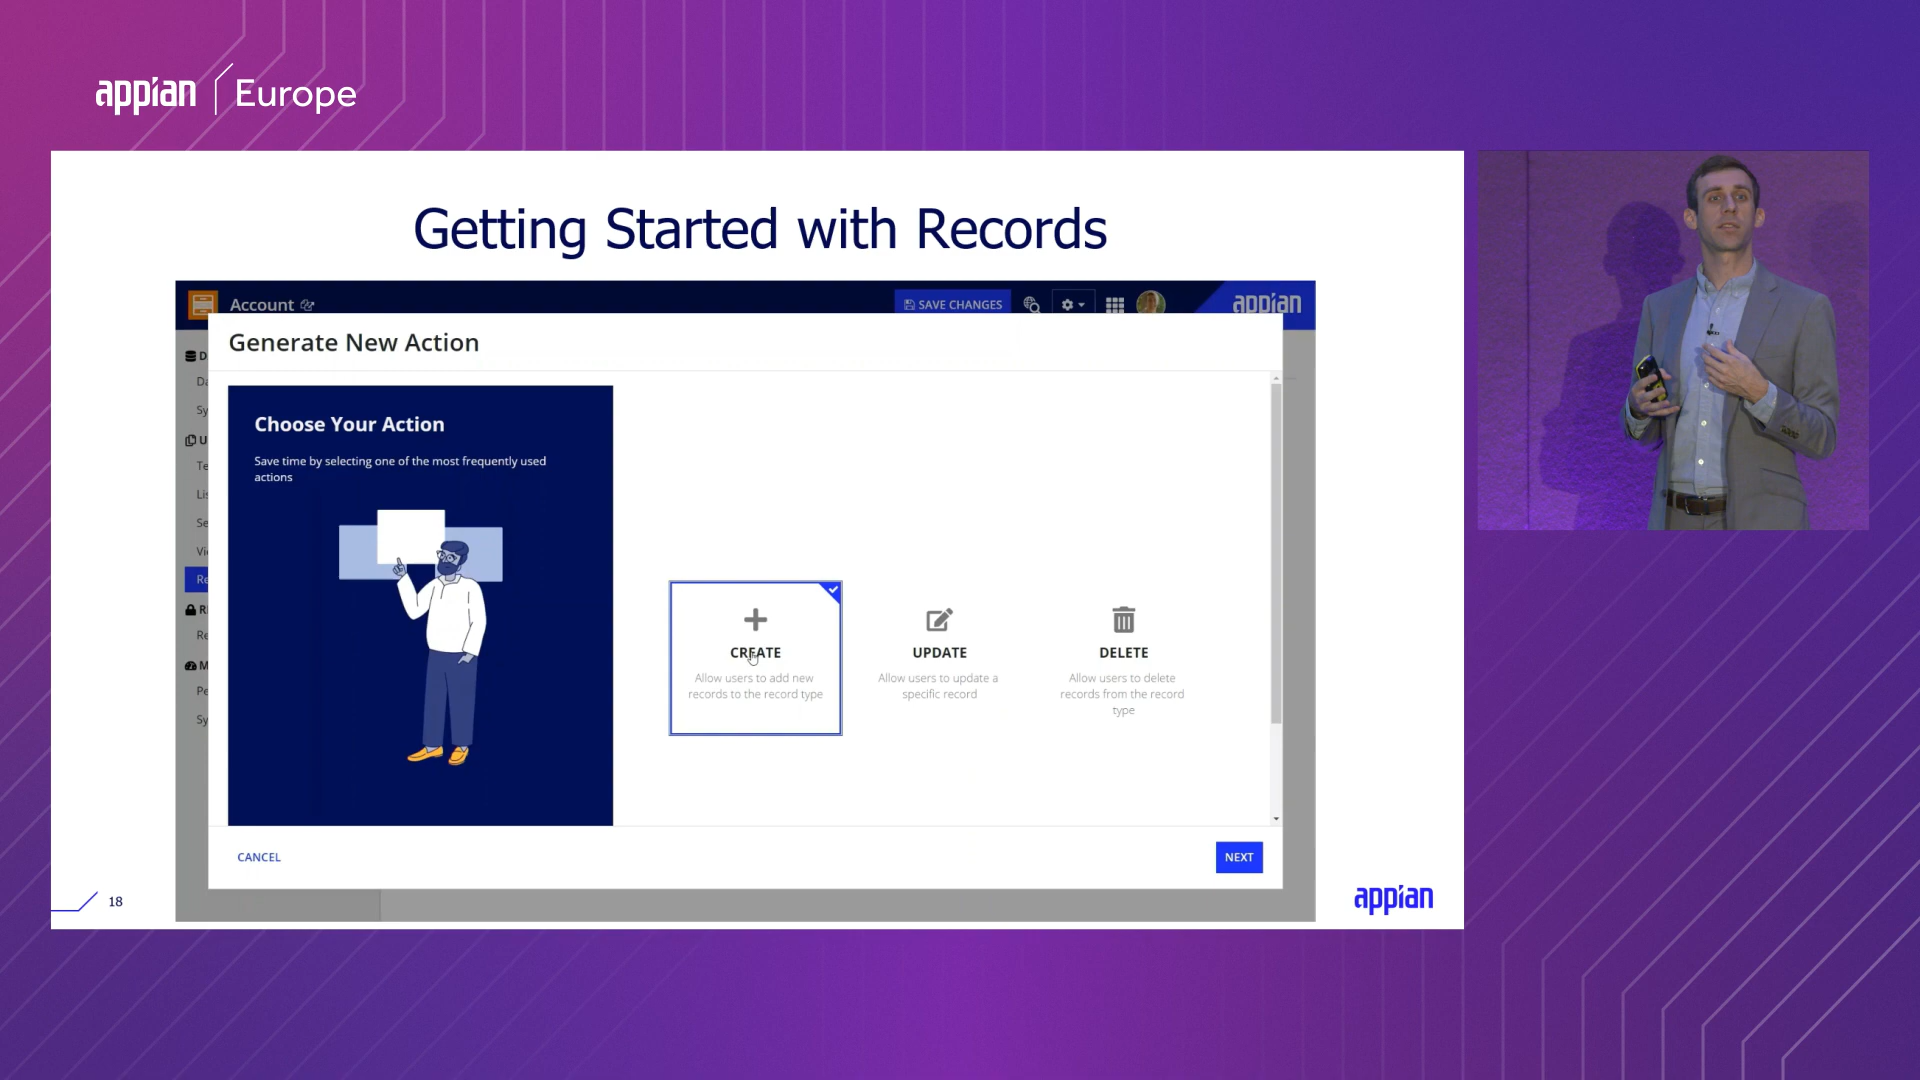 appian Europe
Getting Started with Records
Account
SAVE CHANGES
appian
Generate New Action
Choose Your Action
Save time by selecting one of the most frequently used
actions
CREATE
Allow users to add new
records to the record type
UPDATE
Allow users to update a
specific record
DELETE
Allow users to delete
records from the record
type
CANCEL
NEXT
18
appian